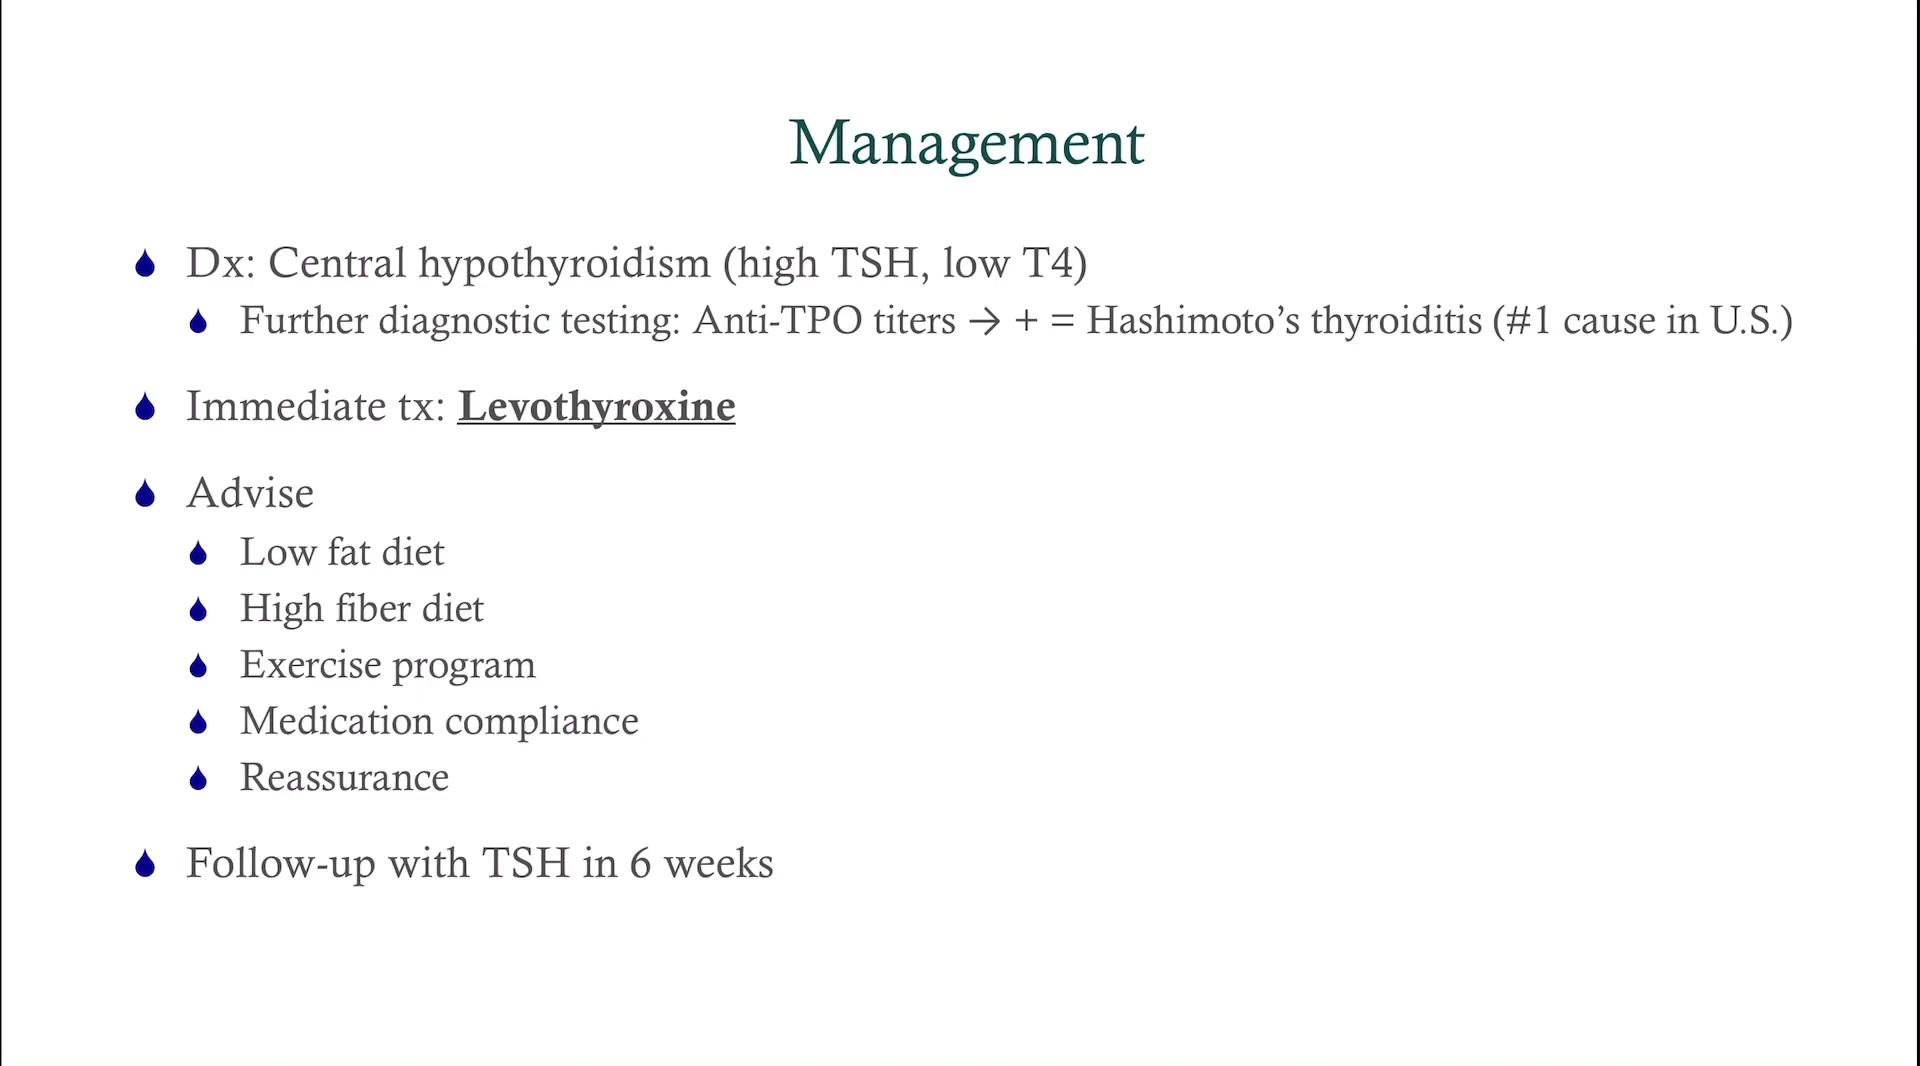 Management
Dx: Central hypothyroidism (high TSH, low T4)
Further diagnostic testing: Anti-TPO titers → + = Hashimoto’s thyroiditis (#1 cause in U.S.)
Immediate tx: Levothyroxine
Advise
Low fat diet
High fiber diet
Exercise program
Medication compliance
Reassurance
Follow-up with TSH in 6 weeks